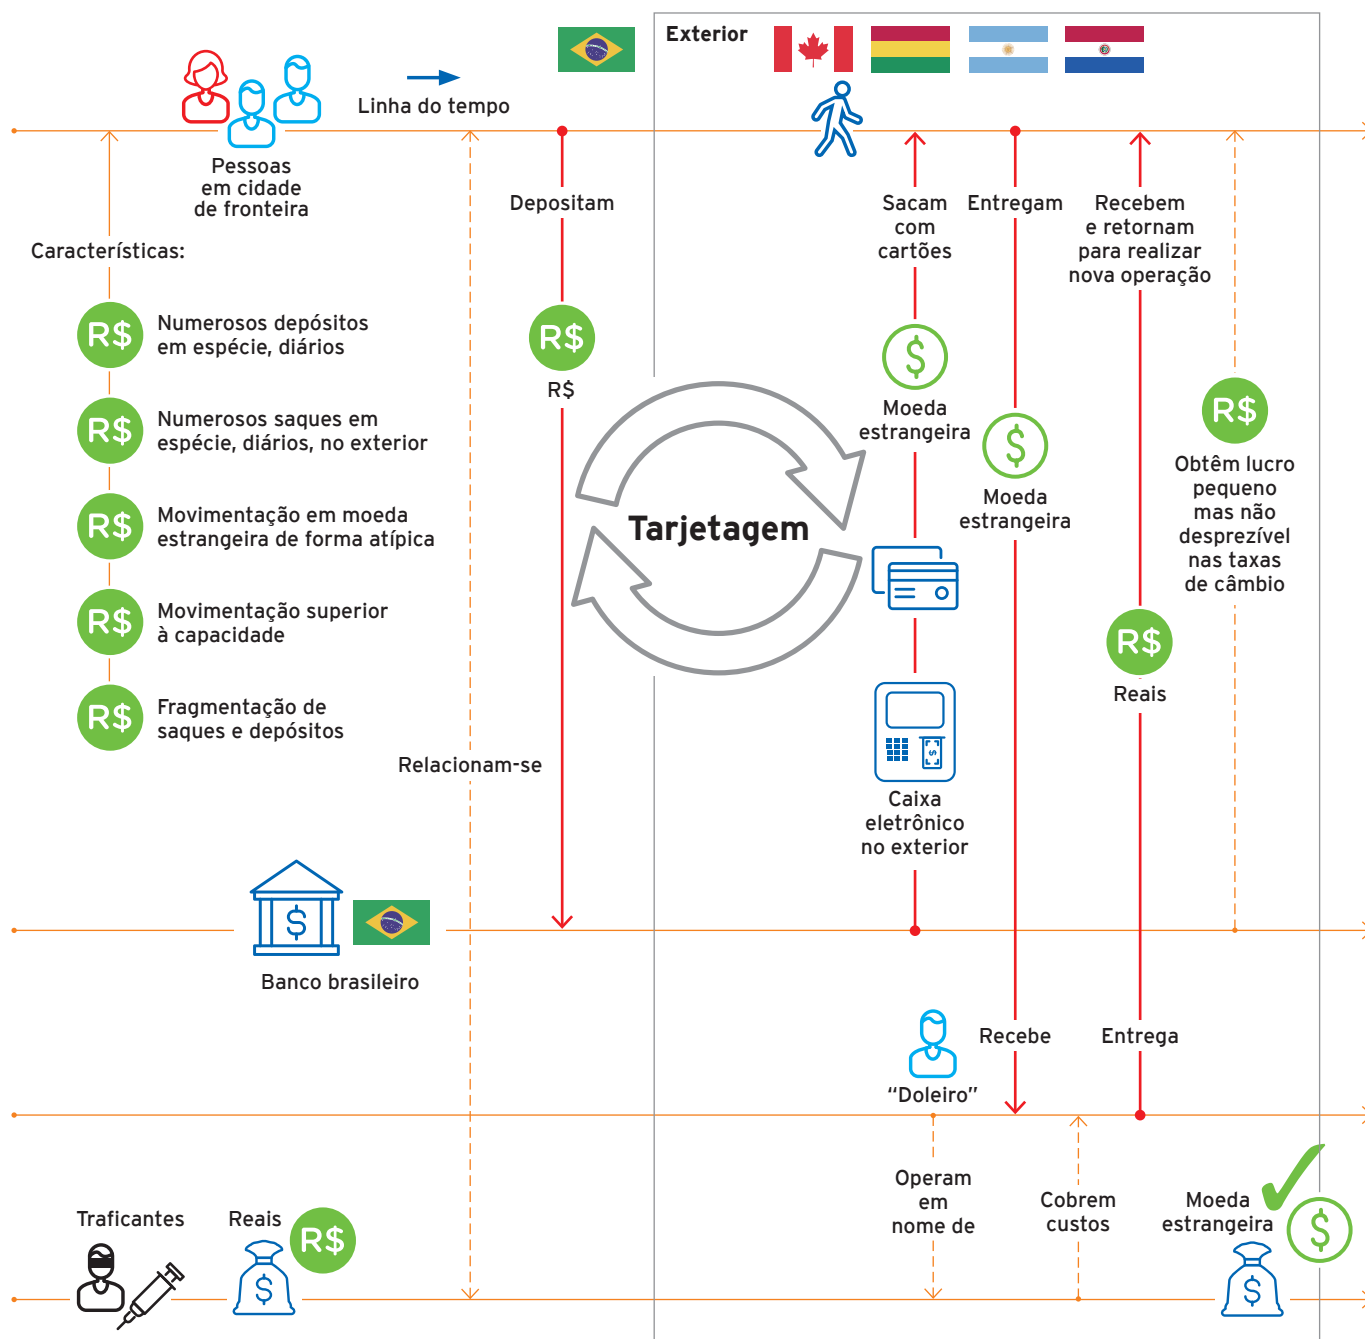 Exterior
Linha do tempo
Pessoas
em cidade
de fronteira
Depositam
Sacam
com
cartões
Entregam
Recebem
e retornam
para realizar
nova operação
Características:
R$
Numerosos depósitos
em espécie, diários
R$
Numerosos saques em
espécie, diários, no exterior
R$
Movimentação em moeda
estrangeira de forma atípica
R$
Movimentação superior
à capacidade
R$
Fragmentação de
saques e depósitos
R$
R$
Tarjetagem
$
Moeda
estrangeira
$
Moeda
estrangeira
R$
Obtêm lucro
pequeno
mas não
desprezível
nas taxas
de câmbio
R$
Reais
$
Caixa
eletrônico
no exterior
Relacionam-se
$
Banco brasileiro
Recebe
Entrega
“Doleiro”
Operam
em
nome de
Cobrem
custos
Traficantes
Reais
R$
$
Moeda
estrangeira
$
$